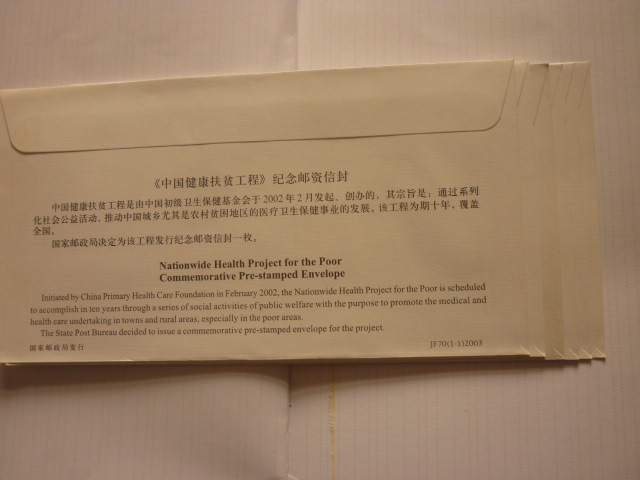 《中国健康扶贫工程》纪念邮资信封
中国健康扶贫工程是由中国初级卫生保健基金会于2002年2月发起、创办的，其宗旨是：通过系列
化社会公益活动，推动中国城乡尤其是农村贫困地区的医疗卫生保健事业的发展。该工程为期十年，覆盖
全国。
国家邮政局决定为该工程发行纪念邮资信封一枚。
Nationwide Health Project for the Poor
Commemorative Pre-stamped Envelope
Initiated by China Primary Health Care Foundation in February 2002, the Nationwide Health Project for the Poor is scheduled
to accomplish in ten years through a series of social activities of public welfare with the purpose to promote the medical and
health care undertaking in towns and rural areas, especially in the poor areas.
The State Post Bureau decided to issue a commemorative pre-stamped envelope for the project.
国家邮政局发行
JF70(1-1)2003